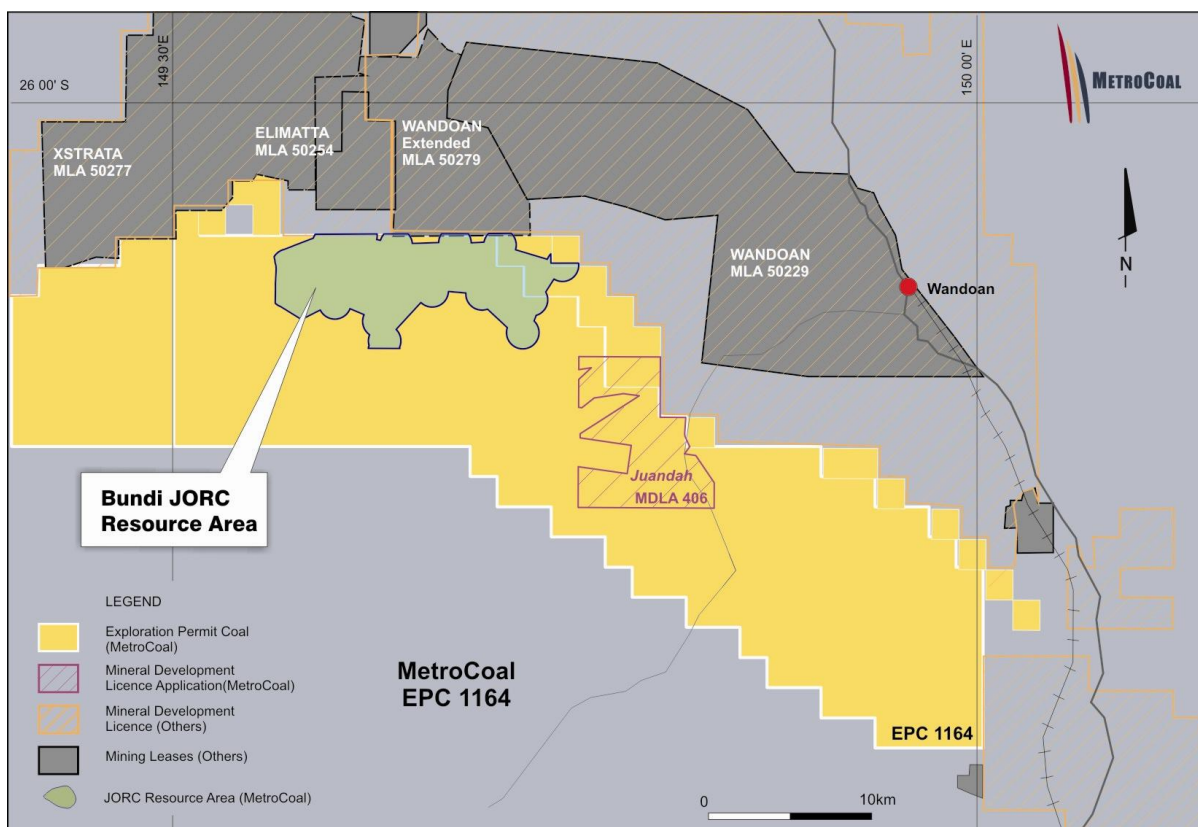 149 30' E
26 00' S
150 00' E
METROCOAL
XSTRATA
MLA 50277
ELIMATTA
MLA 50254
WANDOAN
Extended
MLA 50279
WANDOAN
MLA 50229
Wandoan
N
Bundi JORC
Resource Area
Juandah
MDLA 406
LEGEND
Exploration Permit Coal
(MetroCoal)
Mineral Development
Licence Application(MetroCoal)
Mineral Development
Licence (Others)
Mining Leases (Others)
JORC Resource Area (MetroCoal)
MetroCoal
EPC 1164
EPC 1164
0 10km